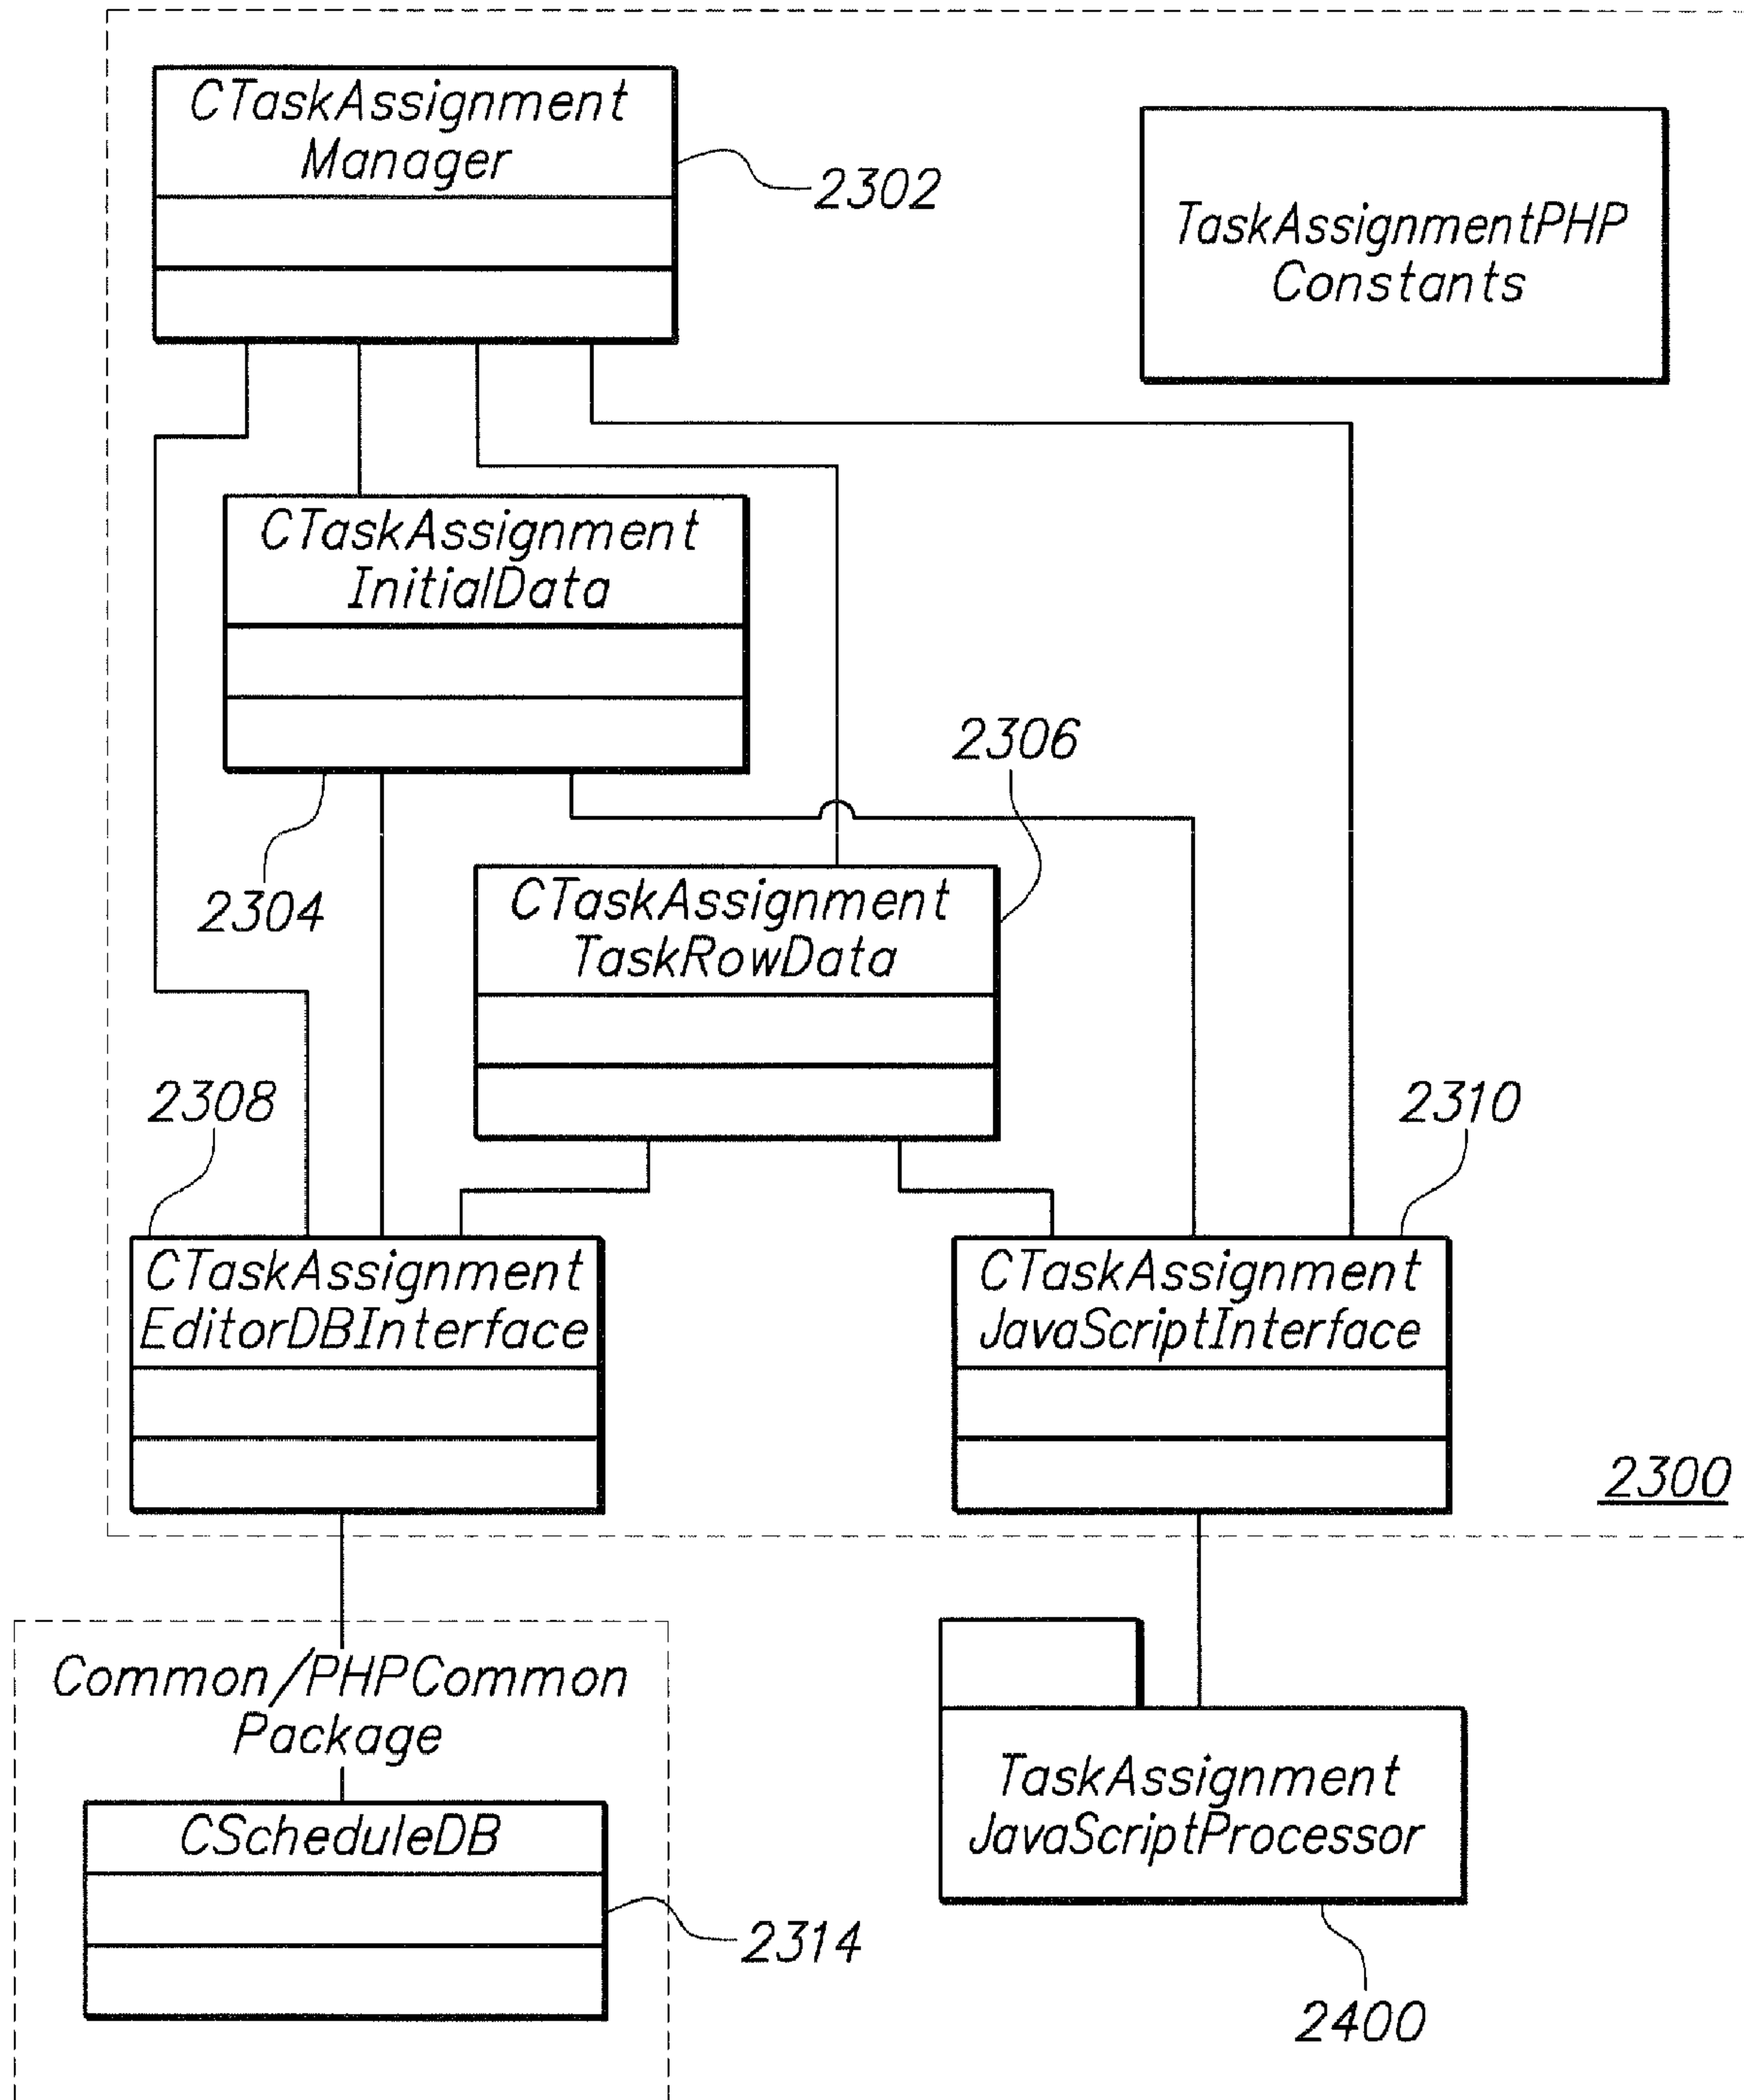 CTaskAssignment
Manager
2302
TaskAssignmentPHP
Constants
CTaskAssignment
InitialData
2304
2306
CTaskAssignment
TaskRowData
2308
2310
CTaskAssignment
EditorDBInterface
CTaskAssignment
JavaScriptInterface
2300
Common/PHPCommon
Package
CScheduleDB
2314
TaskAssignment
JavaScriptProcessor
2400